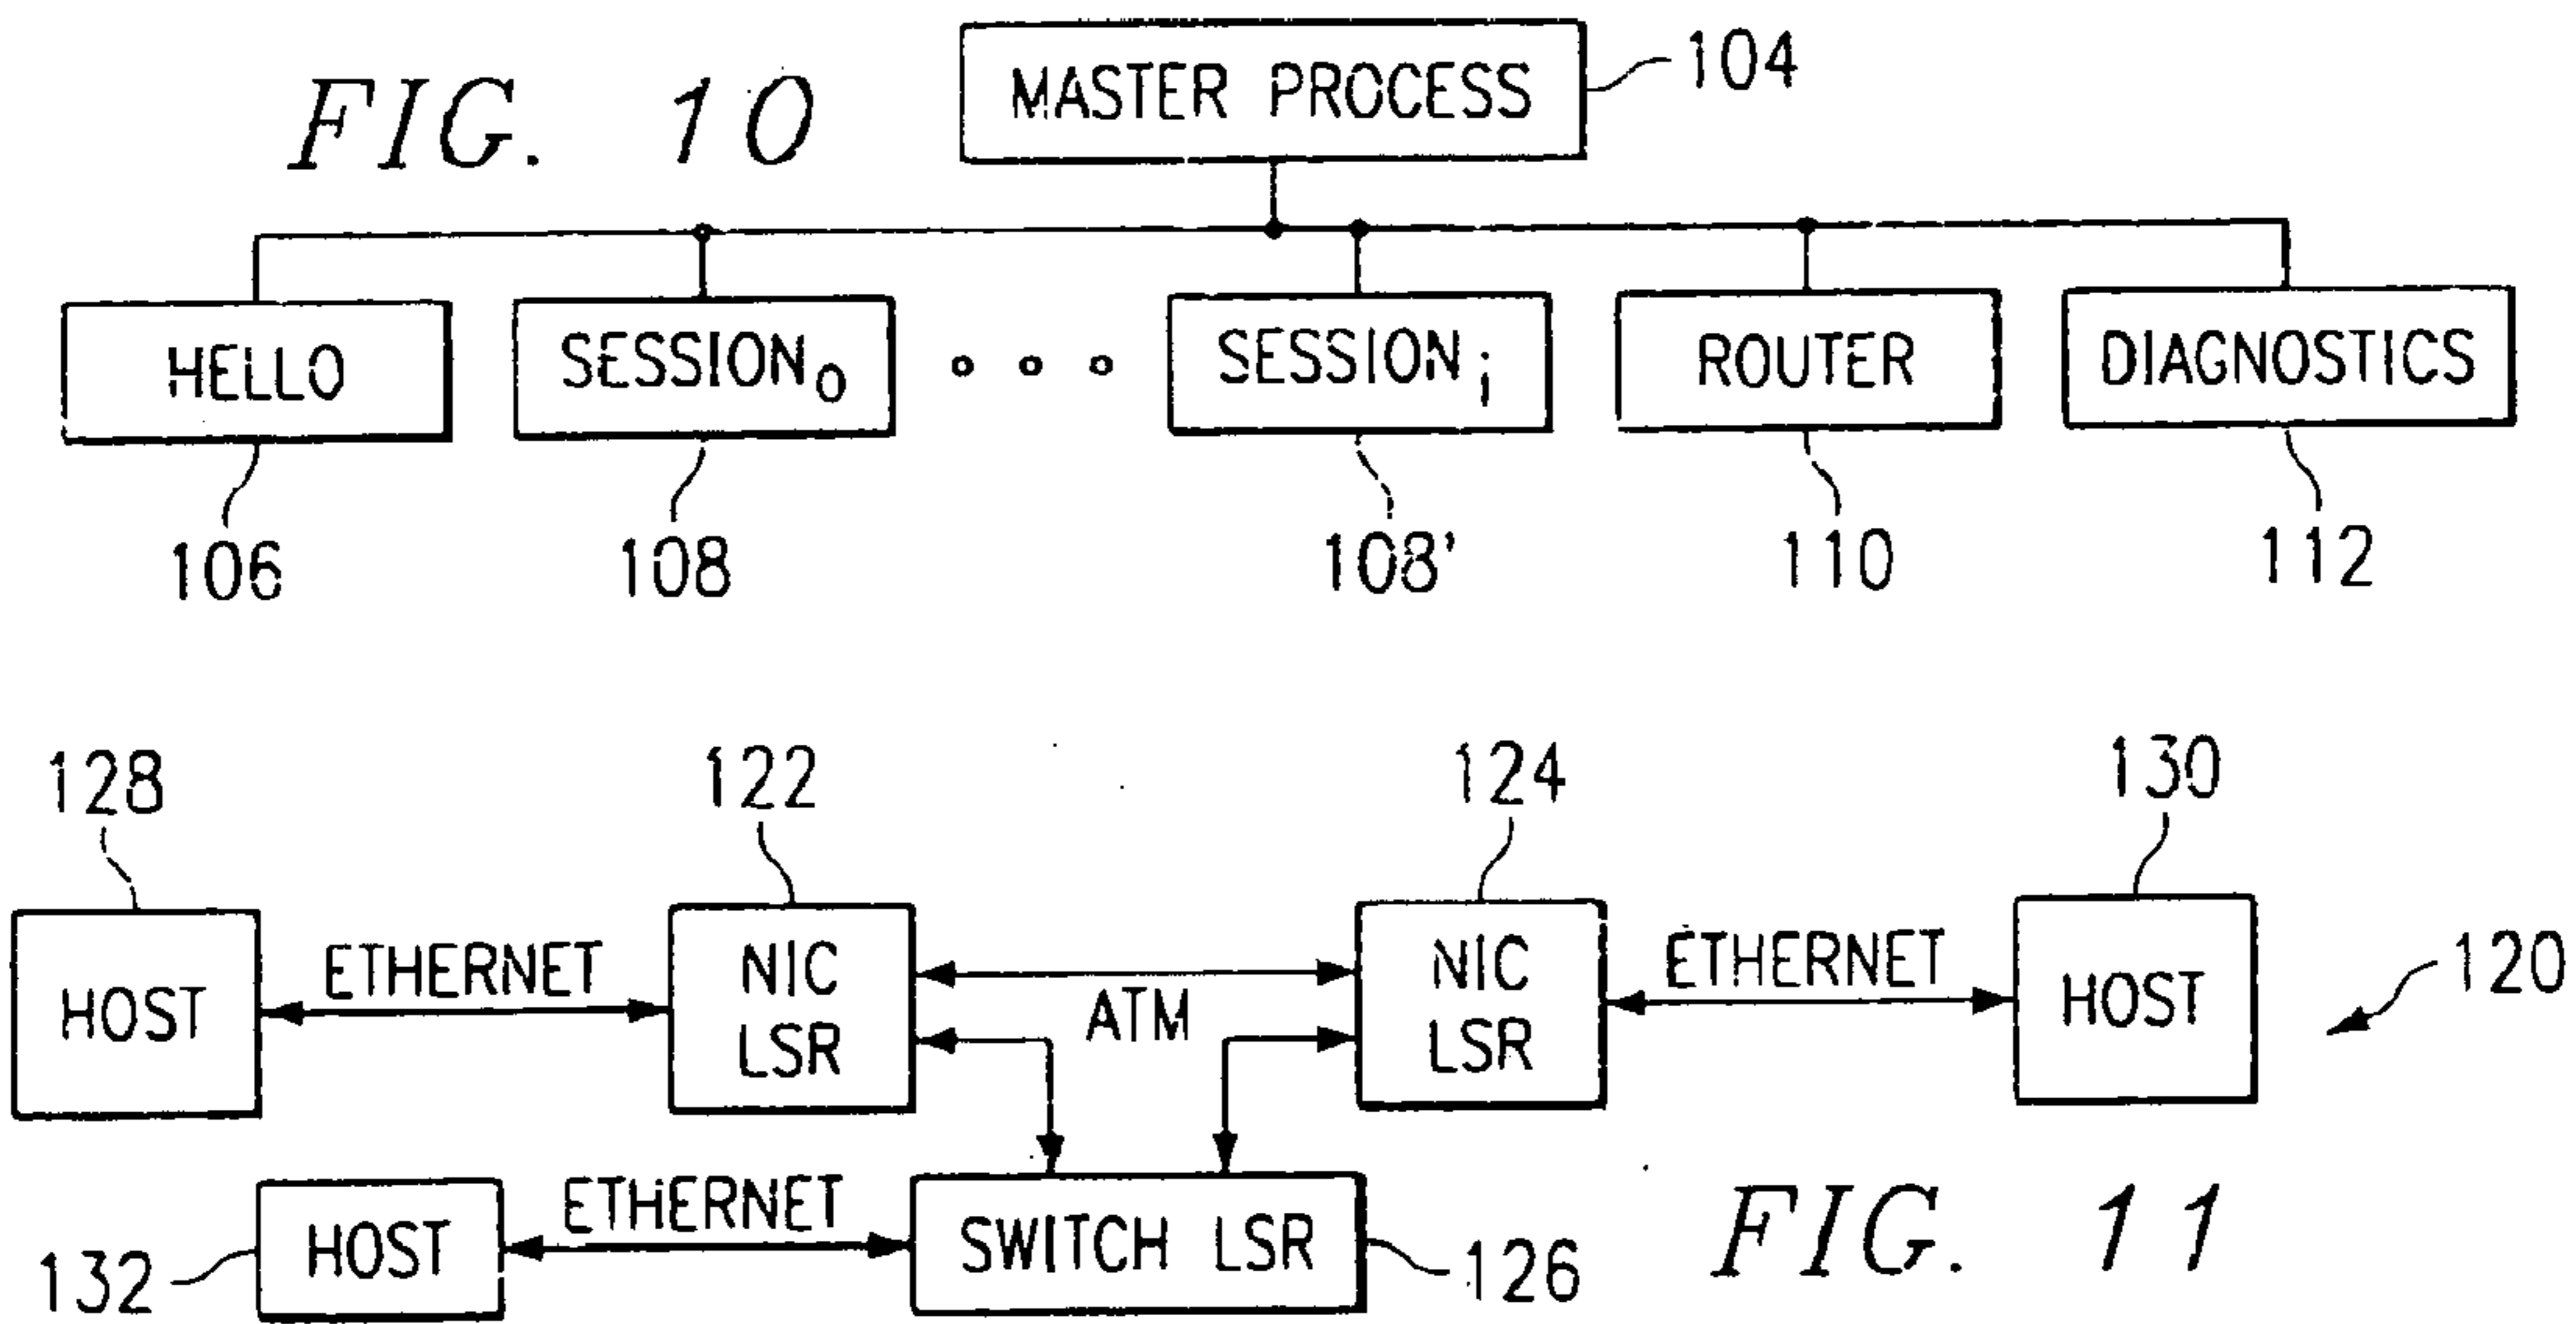 FIG. 10
MASTER PROCESS
104
HELLO
SESSION0
SESSIONi
ROUTER
DIAGNOSTICS
106
108
108'
110
112
128
122
124
130
HOST
ETHERNET
NIC
LSR
ATM
NIC
LSR
ETHERNET
HOST
120
132
HOST
ETHERNET
SWITCH LSR
126
FIG. 11